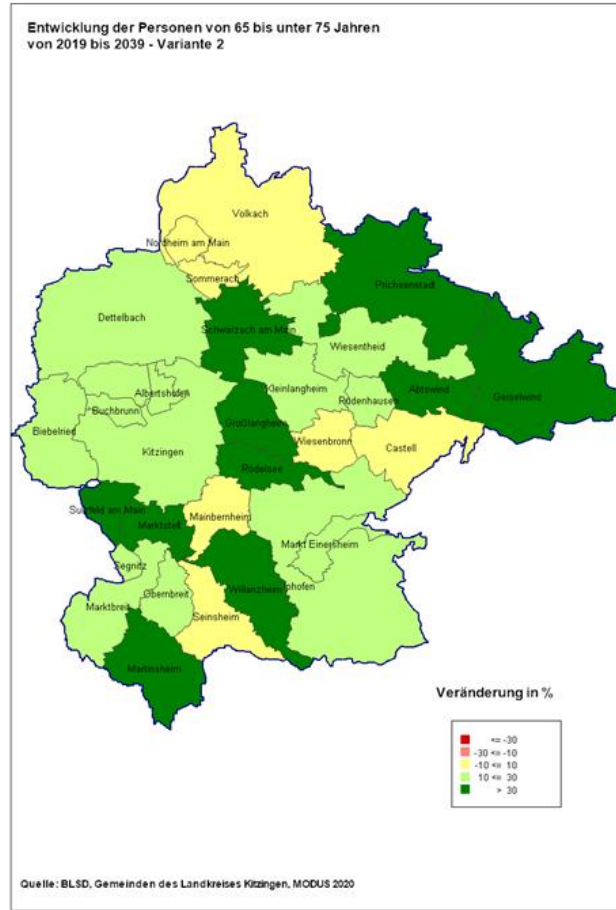 Entwicklung der Personen von 65 bis unter 75 Jahren
von 2019 bis 2039 - Variante 2
Volkach
Nordheim am Main
Sommerach
Prichsenstadt
Dettelbach
Schwarzach am Main
Wiesentheid
Kleinlangheim
Albertshofen
Rödenhausen
Abtswind
Geiselwind
Buchbrunn
Großlangheim
Biebelried
Wiesenbronn
Castell
Kitzingen
Rödelsee
Sulzfeld am Main
Mainbernheim
Marktsteft
Markt Einersheim
Segnitz
Willanzheim
Iphofen
Obernbreit
Marktbreit
Seinsheim
Martinsheim
Veränderung in %
<= -30
-30 <= -10
-10 <= 10
10 <= 30
> 30
Quelle: BLSD, Gemeinden des Landkreises Kitzingen, MODUS 2020